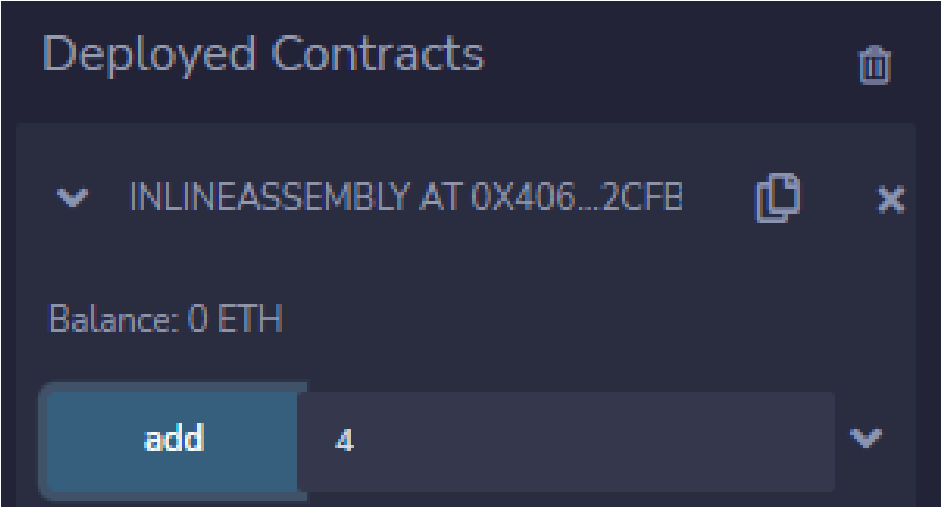 Deployed Contracts
INLINEASSEMBLY AT 0X406...2CFB
Balance: 0 ETH
add 4